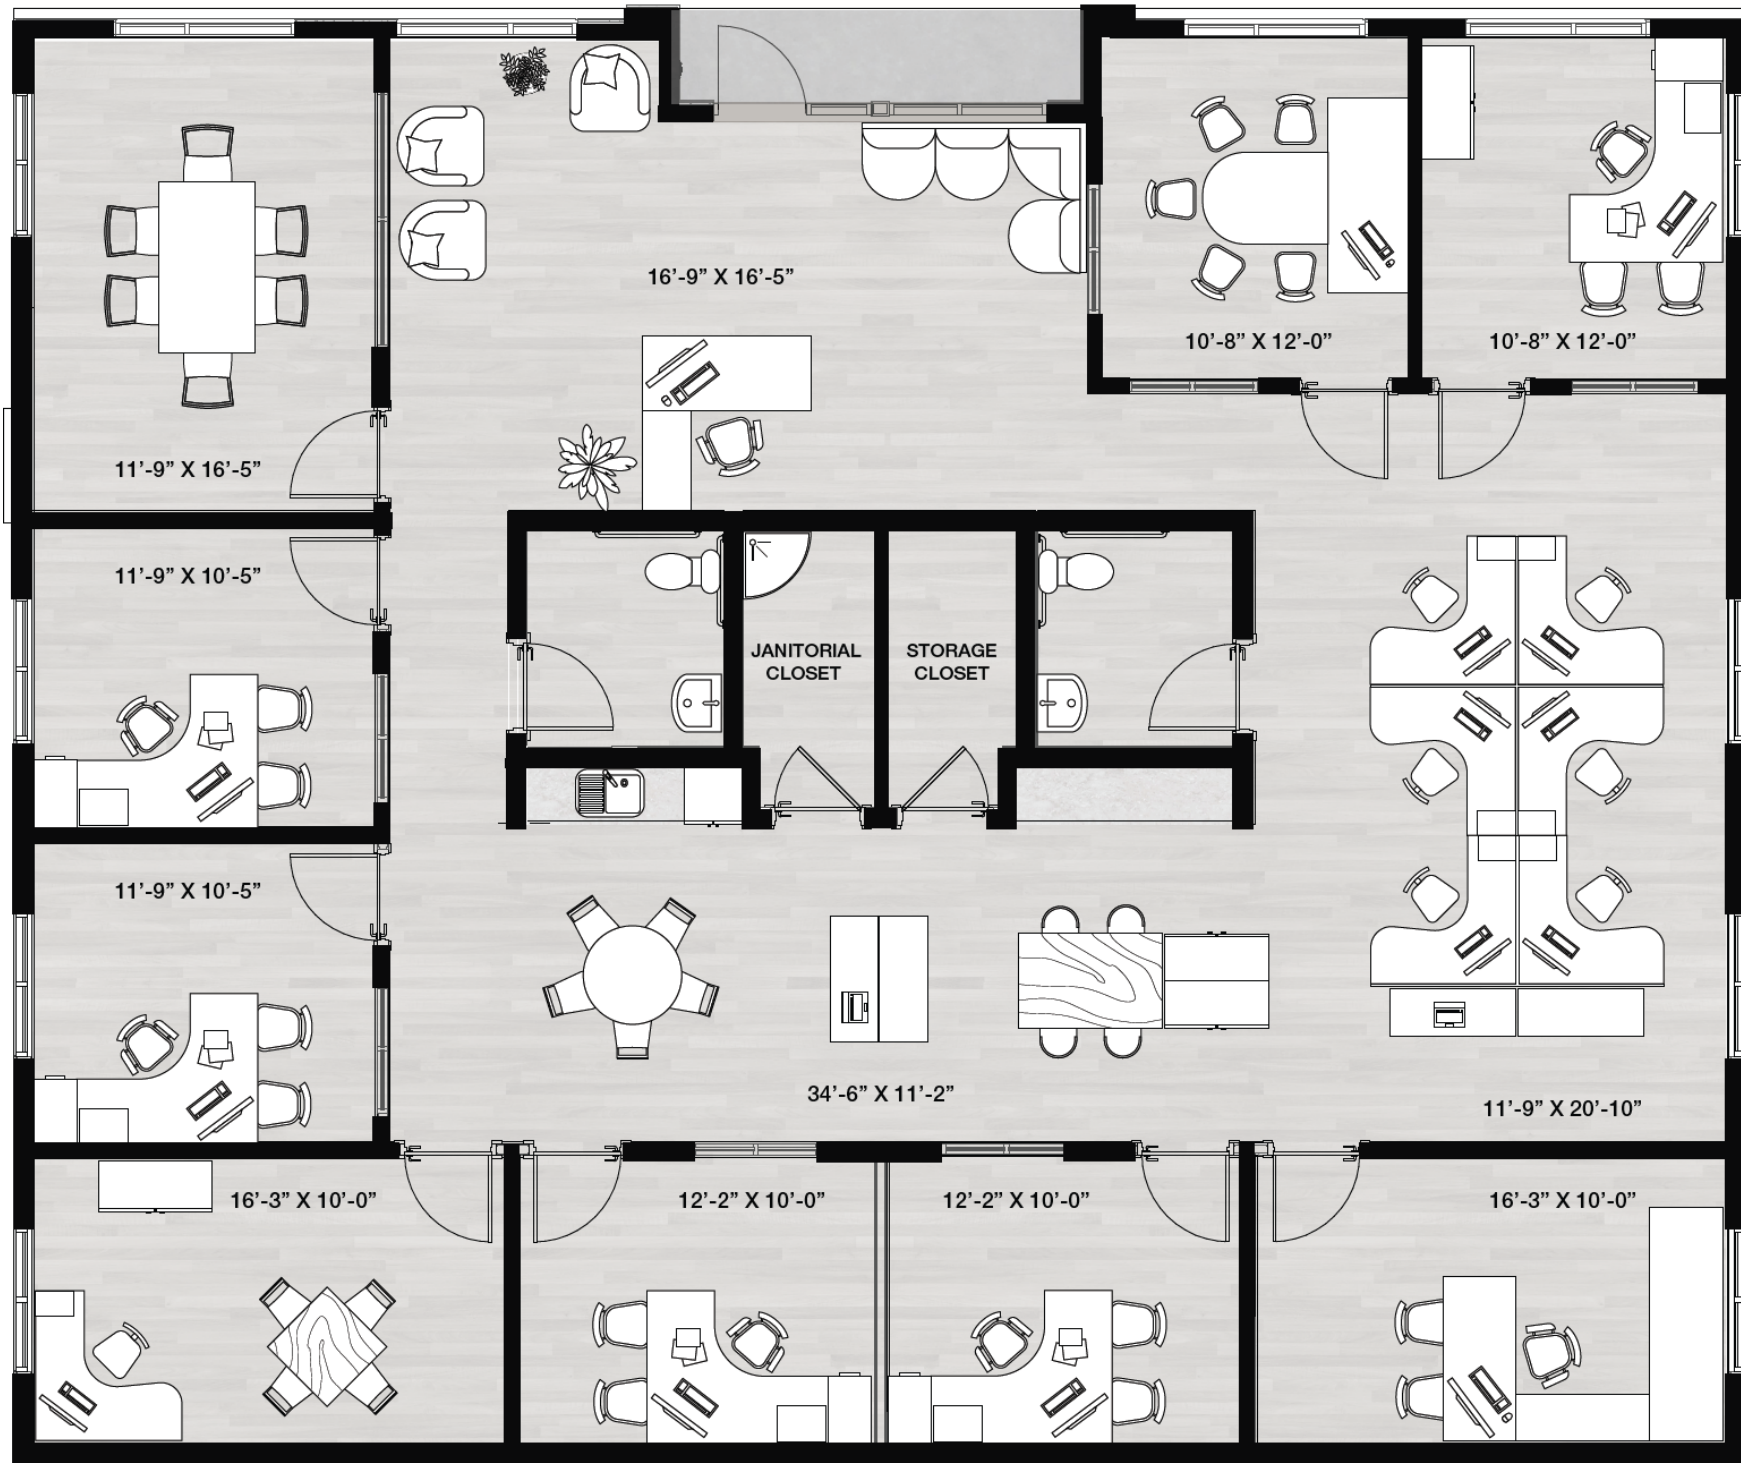 16’-9” X 16’-5”
10’-8” X 12’-0”
10’-8” X 12’-0”
11’-9” X 16’-5”
11’-9” X 10’-5”
JANITORIAL
CLOSET
STORAGE
CLOSET
11’-9” X 10’-5”
34’-6” X 11’-2”
11’-9” X 20’-10”
16’-3” X 10’-0”
12’-2” X 10’-0”
12’-2” X 10’-0”
16’-3” X 10’-0”